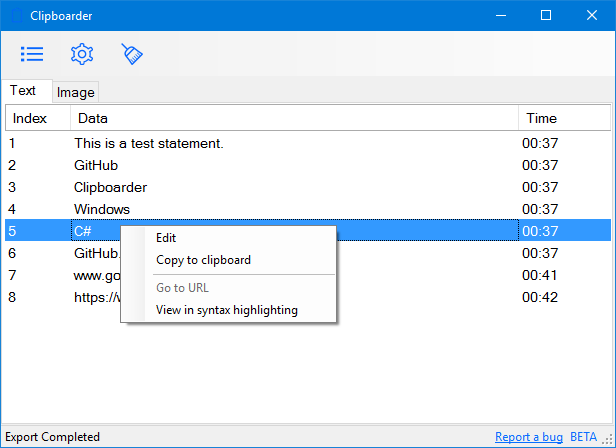 Clipboarder
Text Image
Index Data Time
1 This is a test statement. 00:37
2 GitHub 00:37
3 Clipboarder 00:37
4 Windows 00:37
5 C# 00:37
6 GitHub. 00:37
7 www.go 00:41
8 https:// 00:42
Edit
Copy to clipboard
Go to URL
View in syntax highlighting
Export Completed Report a bug BETA